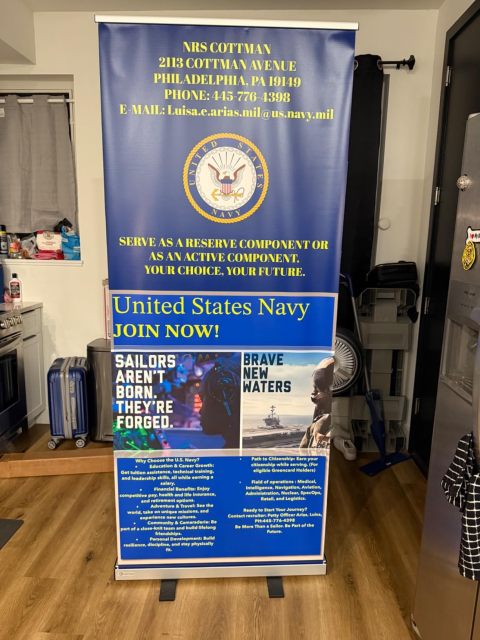 NRS COTTMAN
2113 COTTMAN AVENUE
PHILADELPHIA, PA 19149
PHONE: 445-776-4398
E-MAIL: Luisa.e.arias.mil@us.navy.mil
UNITED STATES NAVY
SERVE AS A RESERVE COMPONENT OR
AS AN ACTIVE COMPONENT.
YOUR CHOICE, YOUR FUTURE.
United States Navy
JOIN NOW!
SAILORS
AREN'T
BORN.
THEY'RE
FORGED.
BRAVE
NEW
WATERS
Why Choose the U.S. Navy?
• Education & Career Growth:
Get tuition assistance, technical training,
and leadership skills, all while earning a
salary.
• Financial Benefits: Enjoy
competitive pay, health and life insurance,
and retirement options.
• Adventure & Travel: See the
world, take on unique missions, and
experience new cultures.
• Community & Camaraderie: Be
part of a close-knit team and build lifelong
friendships.
• Personal Development: Build
resilience, discipline, and stay physically
fit.
Path to Citizenship: Earn your
citizenship while serving. (For
eligible Greencard Holders)
Field of operations: Medical,
Intelligence, Navigation, Aviation,
Administration, Nuclear, SpecOps,
Retail, and Logistics.
Ready to Start Your Journey?
Contact recruiter: Petty Officer Arias, Luisa,
PH:445-776-4398
Be More Than a Sailor. Be Part of the
Future.